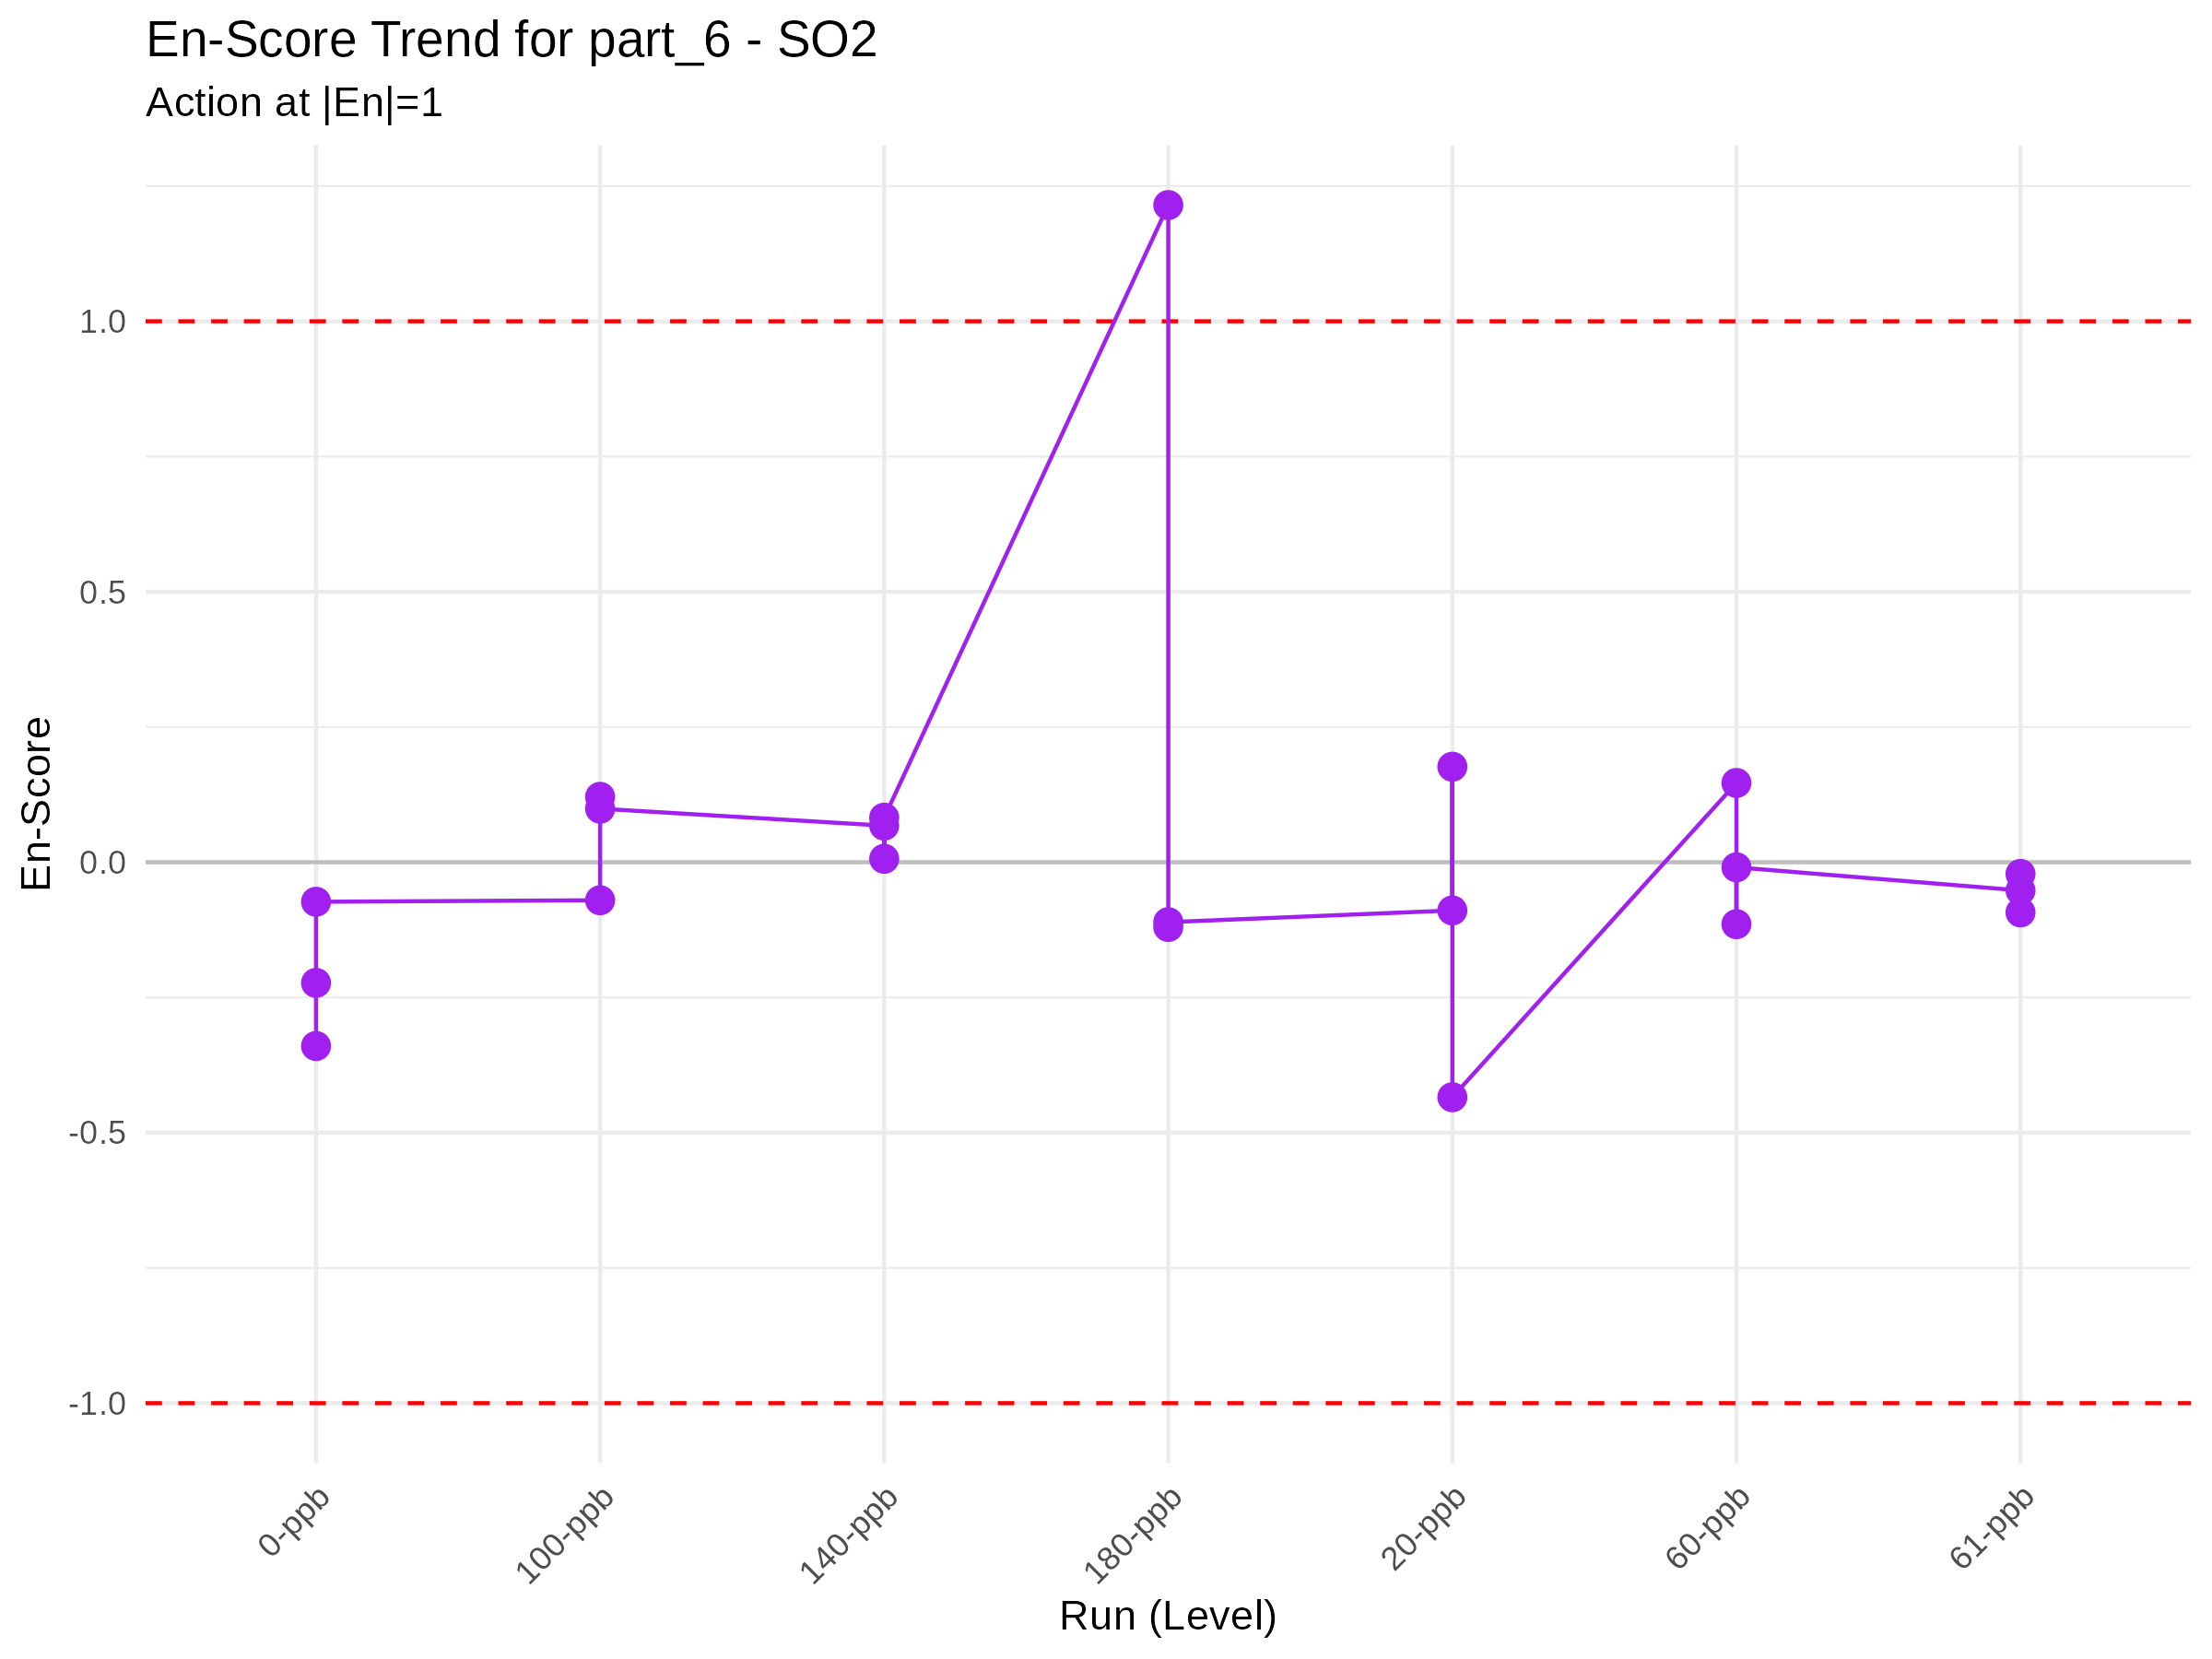 En-Score Trend for part_6 - SO2
Action at |En|=1
En-Score
1.0
0.5
0.0
-0.5
-1.0
0-ppb
100-ppb
140-ppb
180-ppb
20-ppb
60-ppb
61-ppb
Run (Level)